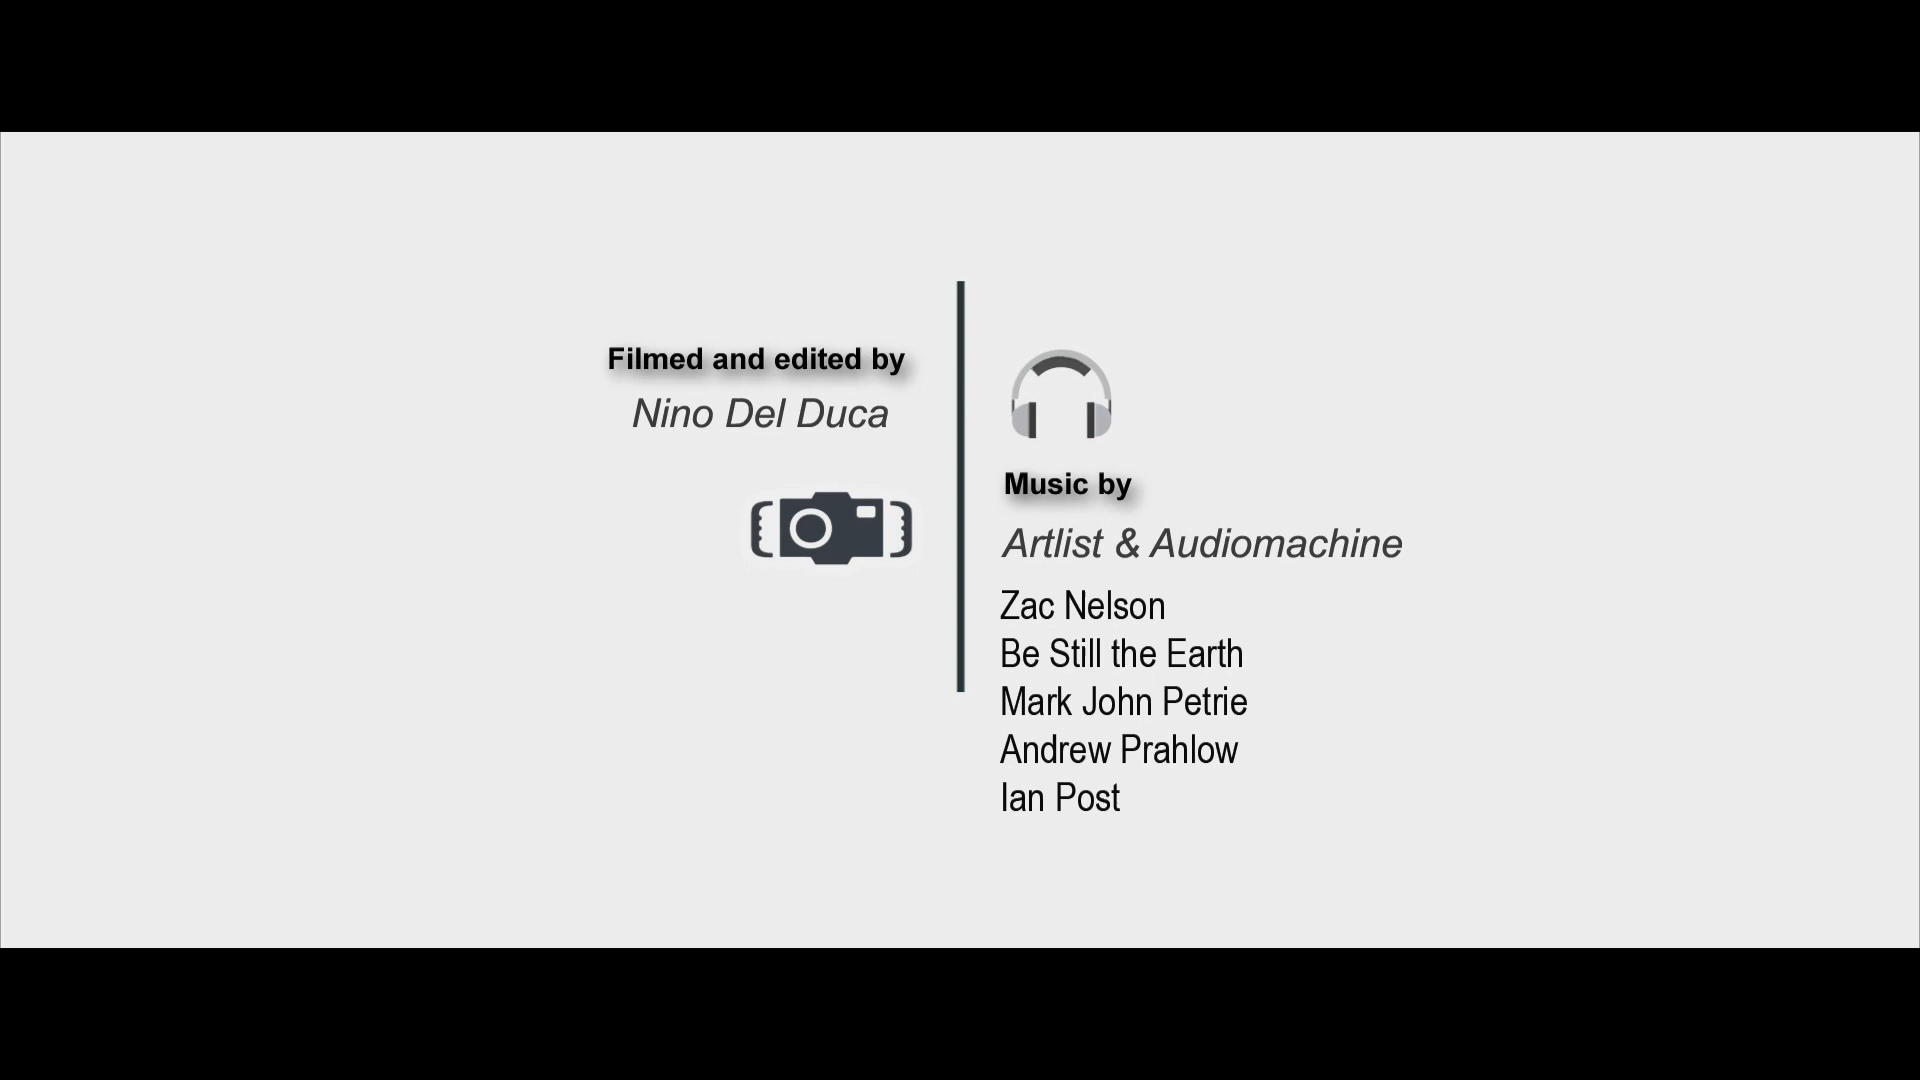 Filmed and edited by
Nino Del Duca
Music by
Artlist & Audiomachine
Zac Nelson
Be Still the Earth
Mark John Petrie
Andrew Prahlow
Ian Post